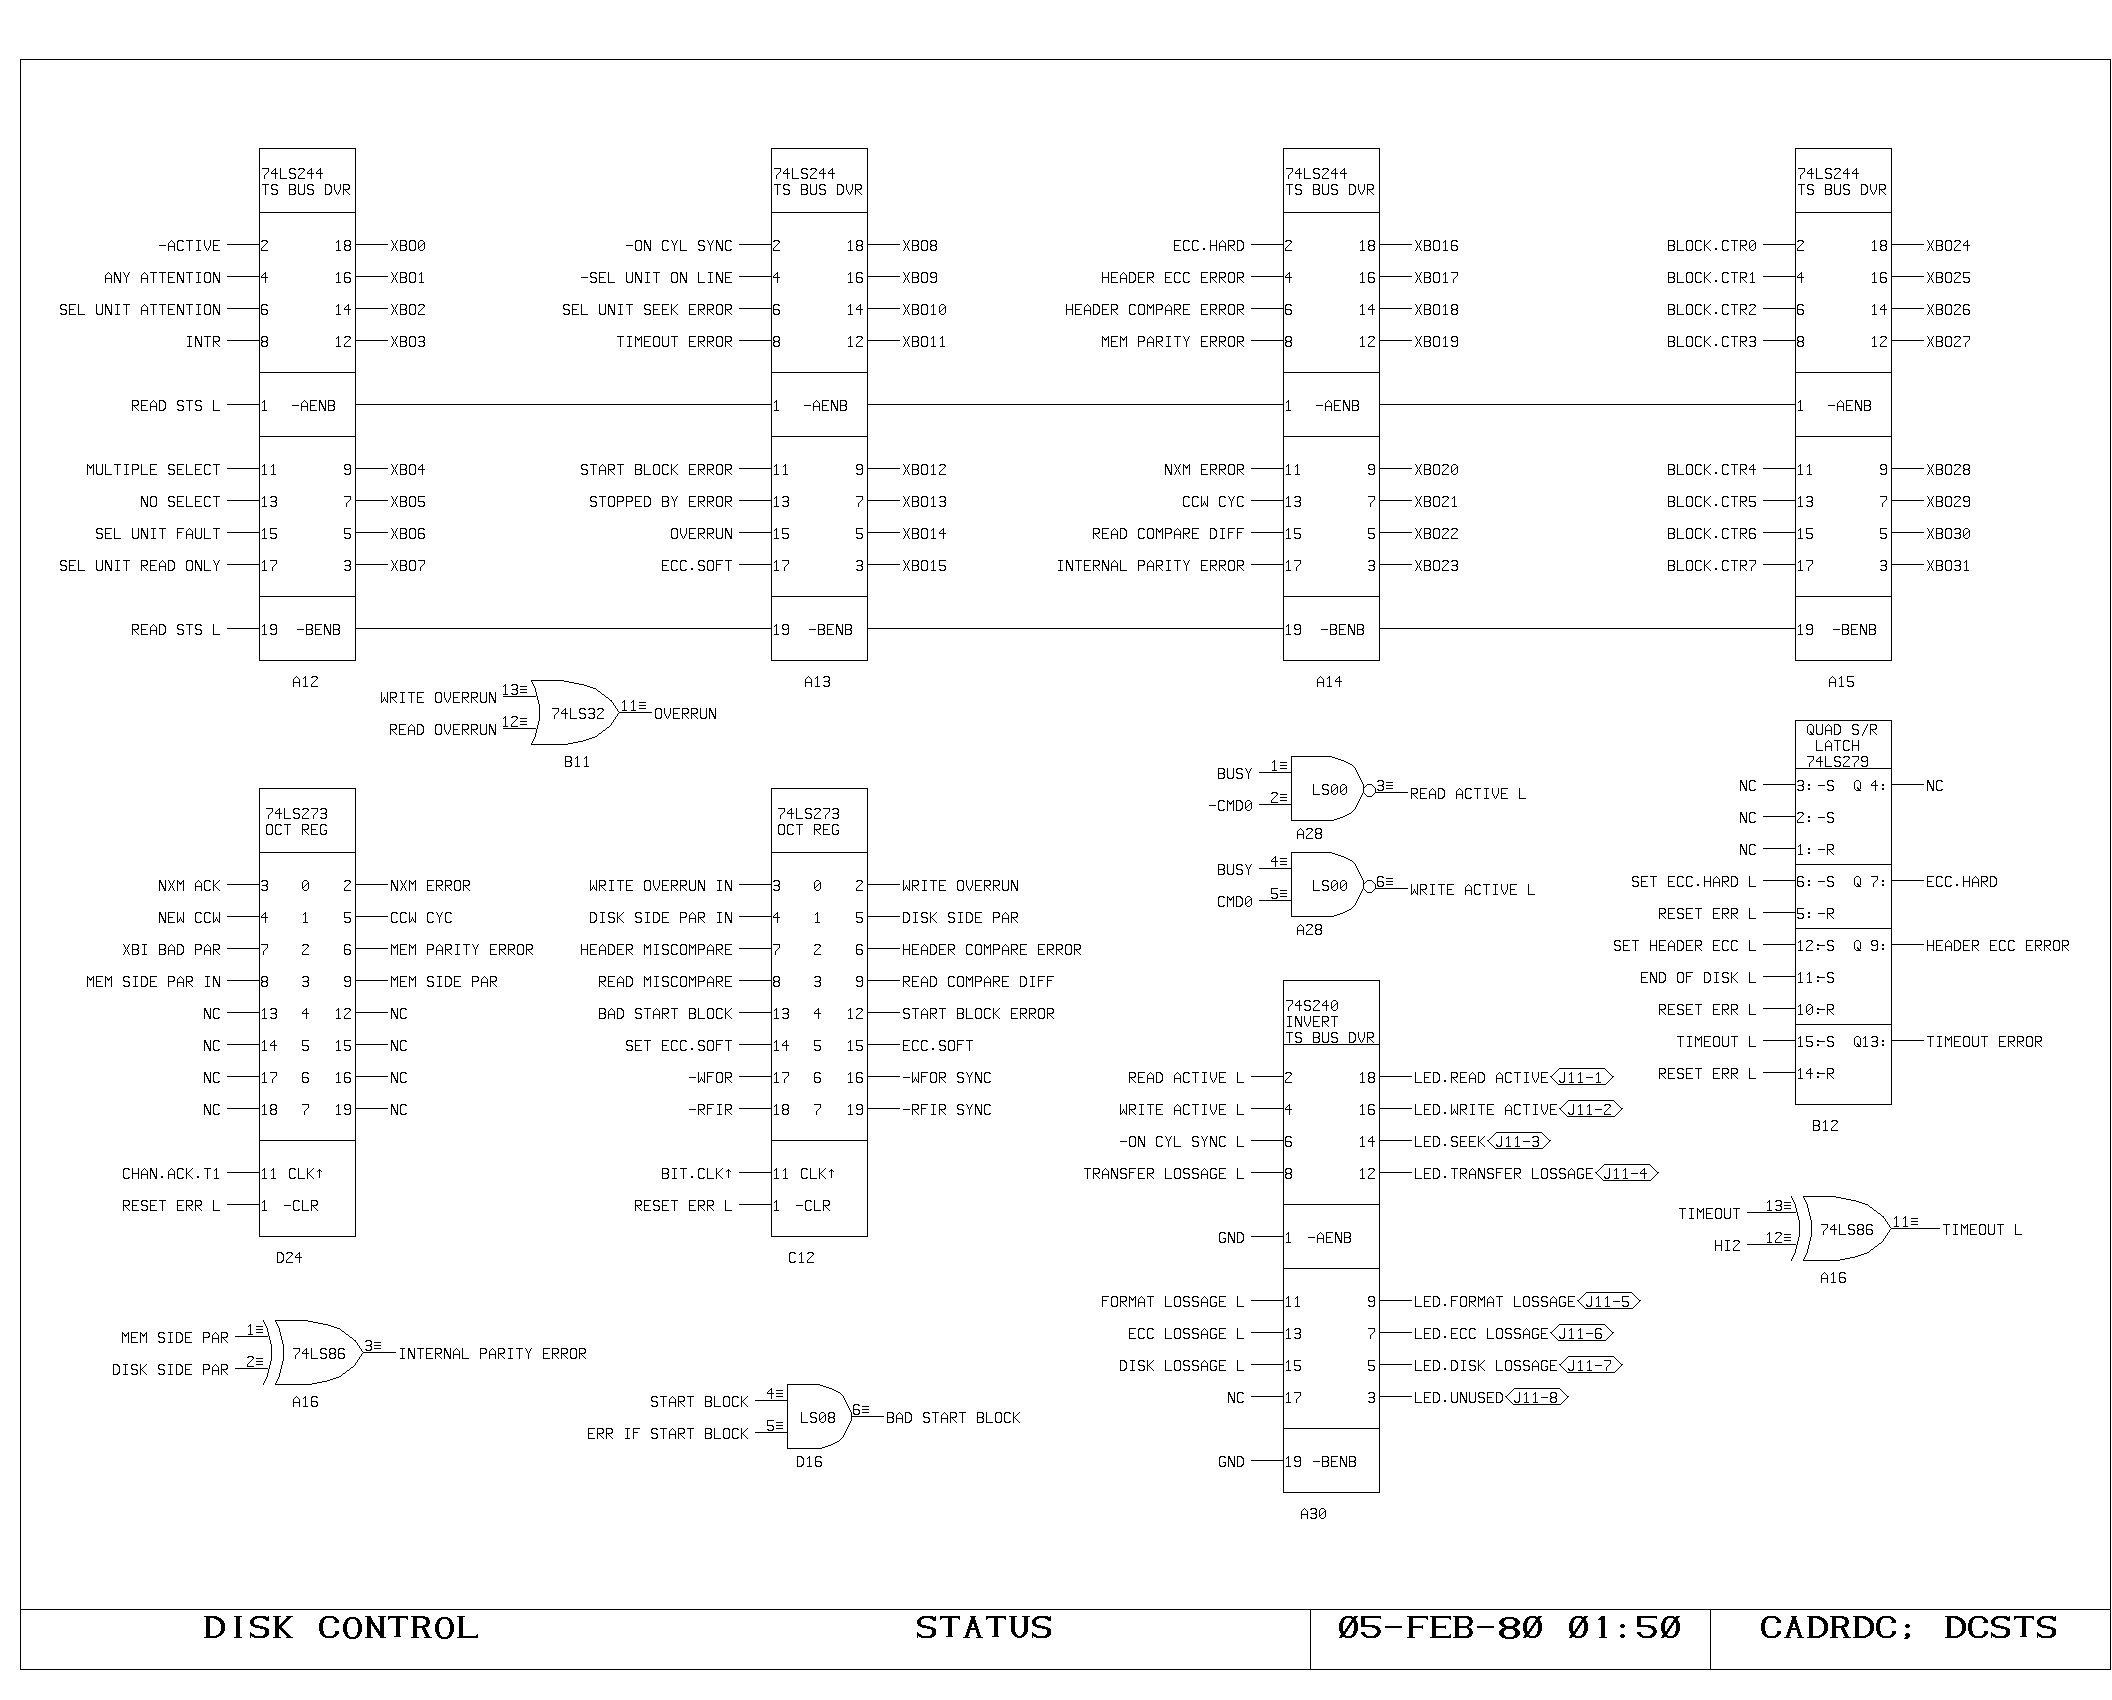 74LS244
TS BUS DVR
-ACTIVE 2 18 XBO0
ANY ATTENTION 4 16 XBO1
SEL UNIT ATTENTION 6 14 XBO2
INTR 8 12 XBO3
READ STS L 1 -AENB
MULTIPLE SELECT 11 9 XBO4
NO SELECT 13 7 XBO5
SEL UNIT FAULT 15 5 XBO6
SEL UNIT READ ONLY 17 3 XBO7
READ STS L 19 -BENB
A12
74LS244
TS BUS DVR
-ON CYL SYNC 2 18 XBO8
-SEL UNIT ON LINE 4 16 XBO9
SEL UNIT SEEK ERROR 6 14 XBO10
TIMEOUT ERROR 8 12 XBO11
1 -AENB
START BLOCK ERROR 11 9 XBO12
STOPPED BY ERROR 13 7 XBO13
OVERRUN 15 5 XBO14
ECC.SOFT 17 3 XBO15
19 -BENB
A13
74LS244
TS BUS DVR
ECC.HARD 2 18 XBO16
HEADER ECC ERROR 4 16 XBO17
HEADER COMPARE ERROR 6 14 XBO18
MEM PARITY ERROR 8 12 XBO19
1 -AENB
NXM ERROR 11 9 XBO20
CCW CYC 13 7 XBO21
READ COMPARE DIFF 15 5 XBO22
INTERNAL PARITY ERROR 17 3 XBO23
19 -BENB
A14
74LS244
TS BUS DVR
BLOCK.CTR0 2 18 XBO24
BLOCK.CTR1 4 16 XBO25
BLOCK.CTR2 6 14 XBO26
BLOCK.CTR3 8 12 XBO27
1 -AENB
BLOCK.CTR4 11 9 XBO28
BLOCK.CTR5 13 7 XBO29
BLOCK.CTR6 15 5 XBO30
BLOCK.CTR7 17 3 XBO31
19 -BENB
A15
WRITE OVERRUN 13≡ 74LS32 11≡ OVERRUN
READ OVERRUN 12≡
B11
74LS273
OCT REG
NXM ACK 3 0 2 NXM ERROR
NEW CCW 4 1 5 CCW CYC
XBI BAD PAR 7 2 6 MEM PARITY ERROR
MEM SIDE PAR IN 8 3 9 MEM SIDE PAR
NC 13 4 12 NC
NC 14 5 15 NC
NC 17 6 16 NC
NC 18 7 19 NC
CHAN.ACK.T1 11 CLK↑
RESET ERR L 1 -CLR
D24
74LS273
OCT REG
WRITE OVERRUN IN 3 0 2 WRITE OVERRUN
DISK SIDE PAR IN 4 1 5 DISK SIDE PAR
HEADER MISCOMPARE 7 2 6 HEADER COMPARE ERROR
READ MISCOMPARE 8 3 9 READ COMPARE DIFF
BAD START BLOCK 13 4 12 START BLOCK ERROR
SET ECC.SOFT 14 5 15 ECC.SOFT
-WFOR 17 6 16 -WFOR SYNC
-RFIR 18 7 19 -RFIR SYNC
BIT.CLK↑ 11 CLK↑
RESET ERR L 1 -CLR
C12
BUSY 1≡ LS00 3≡ READ ACTIVE L
-CMD0 2≡
A28
BUSY 4≡ LS00 6≡ WRITE ACTIVE L
CMD0 5≡
A28
74S240
INVERT
TS BUS DVR
READ ACTIVE L 2 18 LED.READ ACTIVE J11-1
WRITE ACTIVE L 4 16 LED.WRITE ACTIVE J11-2
-ON CYL SYNC L 6 14 LED.SEEK J11-3
TRANSFER LOSSAGE L 8 12 LED.TRANSFER LOSSAGE J11-4
GND 1 -AENB
FORMAT LOSSAGE L 11 9 LED.FORMAT LOSSAGE J11-5
ECC LOSSAGE L 13 7 LED.ECC LOSSAGE J11-6
DISK LOSSAGE L 15 5 LED.DISK LOSSAGE J11-7
NC 17 3 LED.UNUSED J11-8
GND 19 -BENB
A30
QUAD S/R
LATCH
74LS279
NC 3: -S Q 4: NC
NC 2: -S
NC 1: -R
SET ECC.HARD L 6: -S Q 7: ECC.HARD
RESET ERR L 5: -R
SET HEADER ECC L 12:-S Q 9: HEADER ECC ERROR
END OF DISK L 11:-S
RESET ERR L 10:-R
TIMEOUT L 15:-S Q13: TIMEOUT ERROR
RESET ERR L 14:-R
B12
TIMEOUT 13≡ 74LS86 11≡ TIMEOUT L
HI2 12≡
A16
MEM SIDE PAR 1≡ 74LS86 3≡ INTERNAL PARITY ERROR
DISK SIDE PAR 2≡
A16
START BLOCK 4≡ LS08 6≡ BAD START BLOCK
ERR IF START BLOCK 5≡
D16
DISK CONTROL STATUS 05-FEB-80 01:50 CADRDC; DCSTS